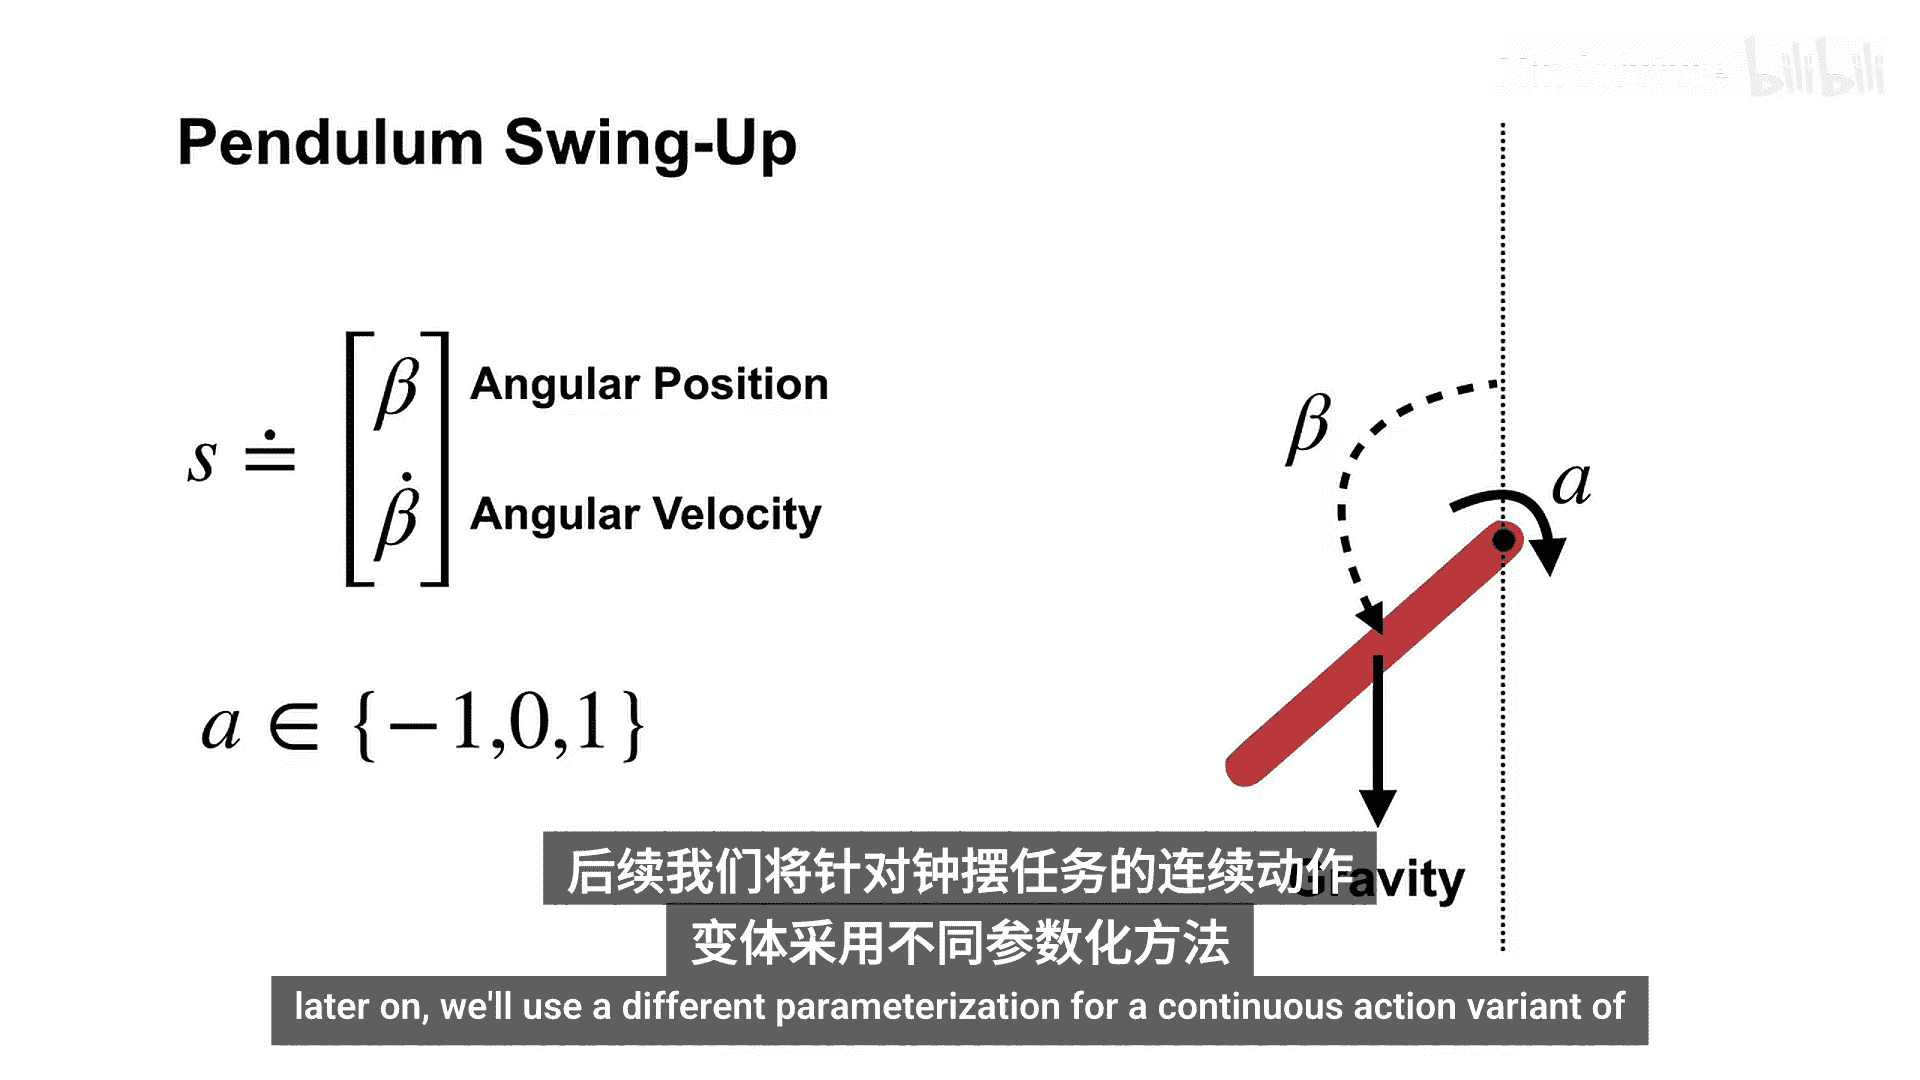 bilibili
Pendulum Swing-Up
s ≐ [β β̇]
Angular Position
Angular Velocity
a ∈ {−1,0,1}
β
a
Gravity
后续我们将针对钟摆任务的连续动作
变体采用不同参数化方法
later on, we'll use a different parameterization for a continuous action variant of